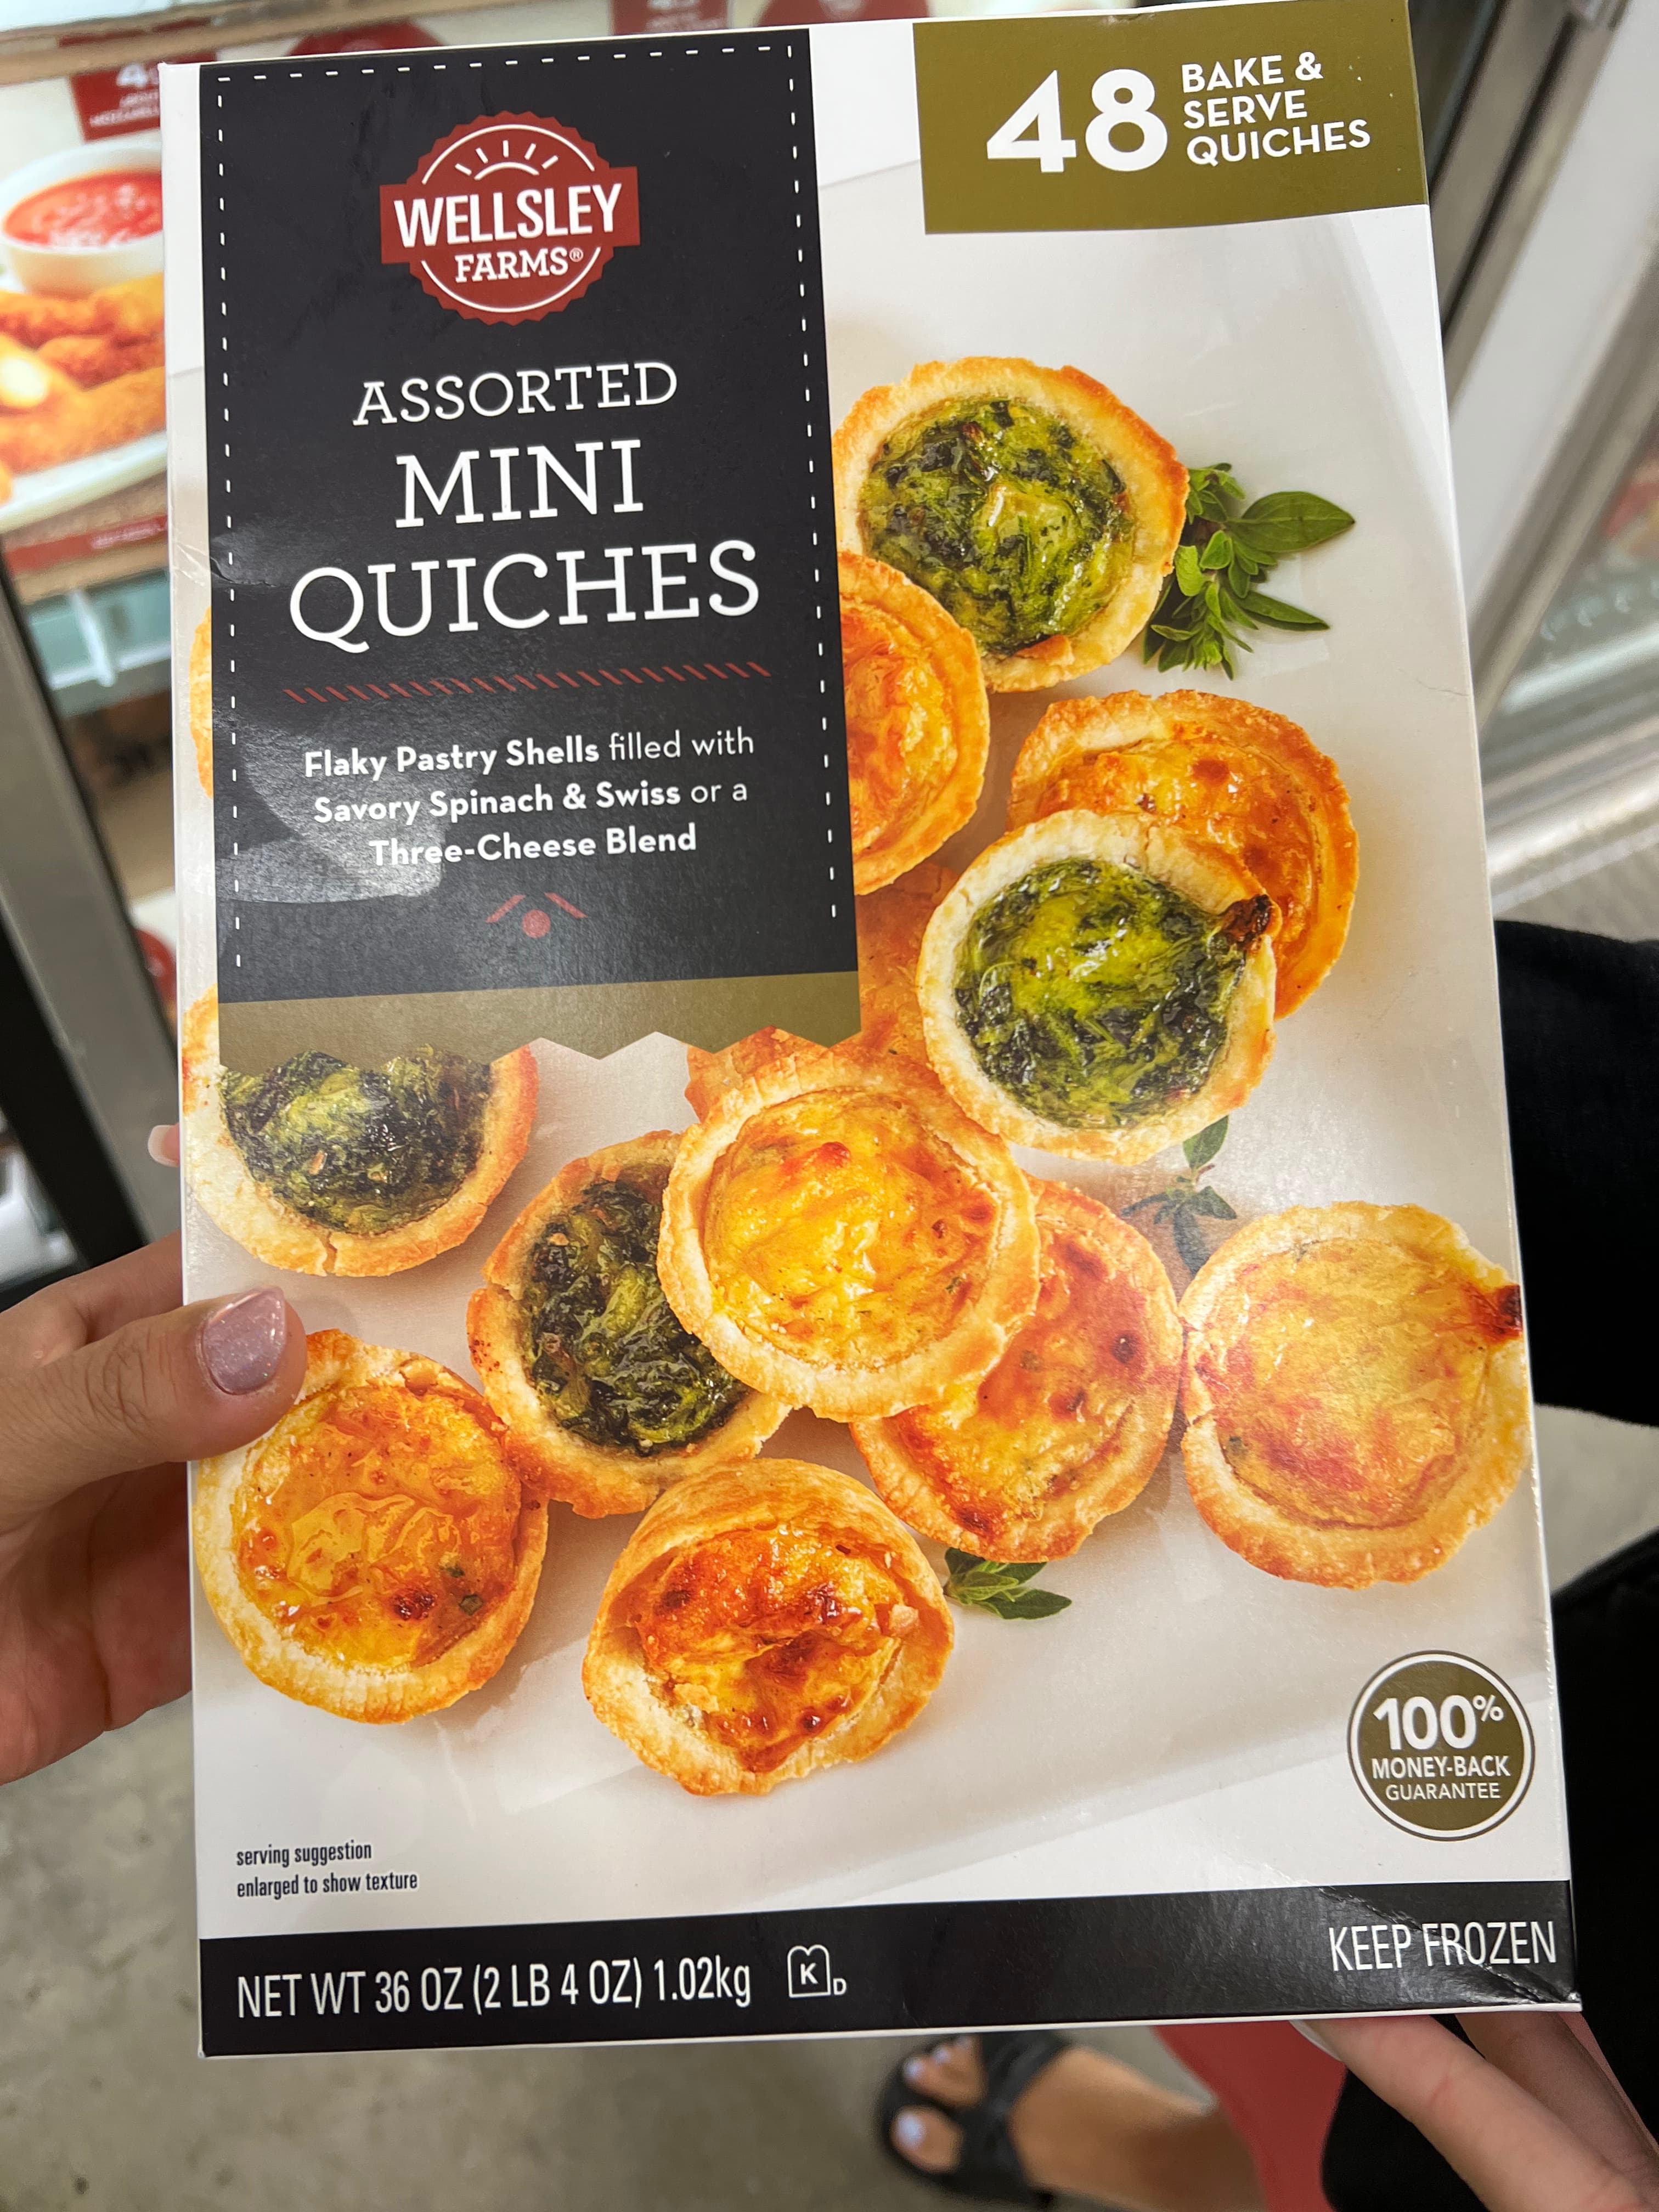 WELLSLEY
FARMS®
ASSORTED
MINI
QUICHES
Flaky Pastry Shells filled with
Savory Spinach & Swiss or a
Three-Cheese Blend
48 BAKE &
SERVE
QUICHES
100%
MONEY-BACK
GUARANTEE
serving suggestion
enlarged to show texture
NET WT 36 OZ (2 LB 4 OZ) 1.02kg
K D
KEEP FROZEN